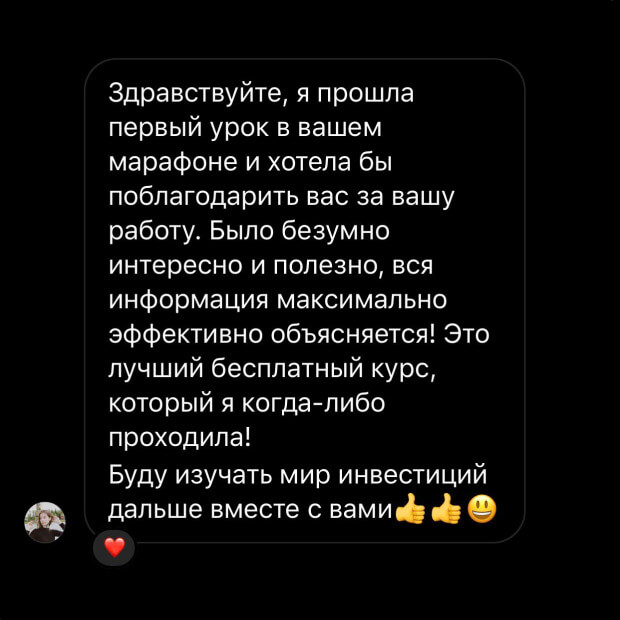 Здравствуйте, я прошла
первый урок в вашем
марафоне и хотела бы
поблагодарить вас за вашу
работу. Было безумно
интересно и полезно, вся
информация максимально
эффективно объясняется! Это
лучший бесплатный курс,
который я когда-либо
проходила!
Буду изучать мир инвестиций
дальше вместе с вами👍👍😃
❤️